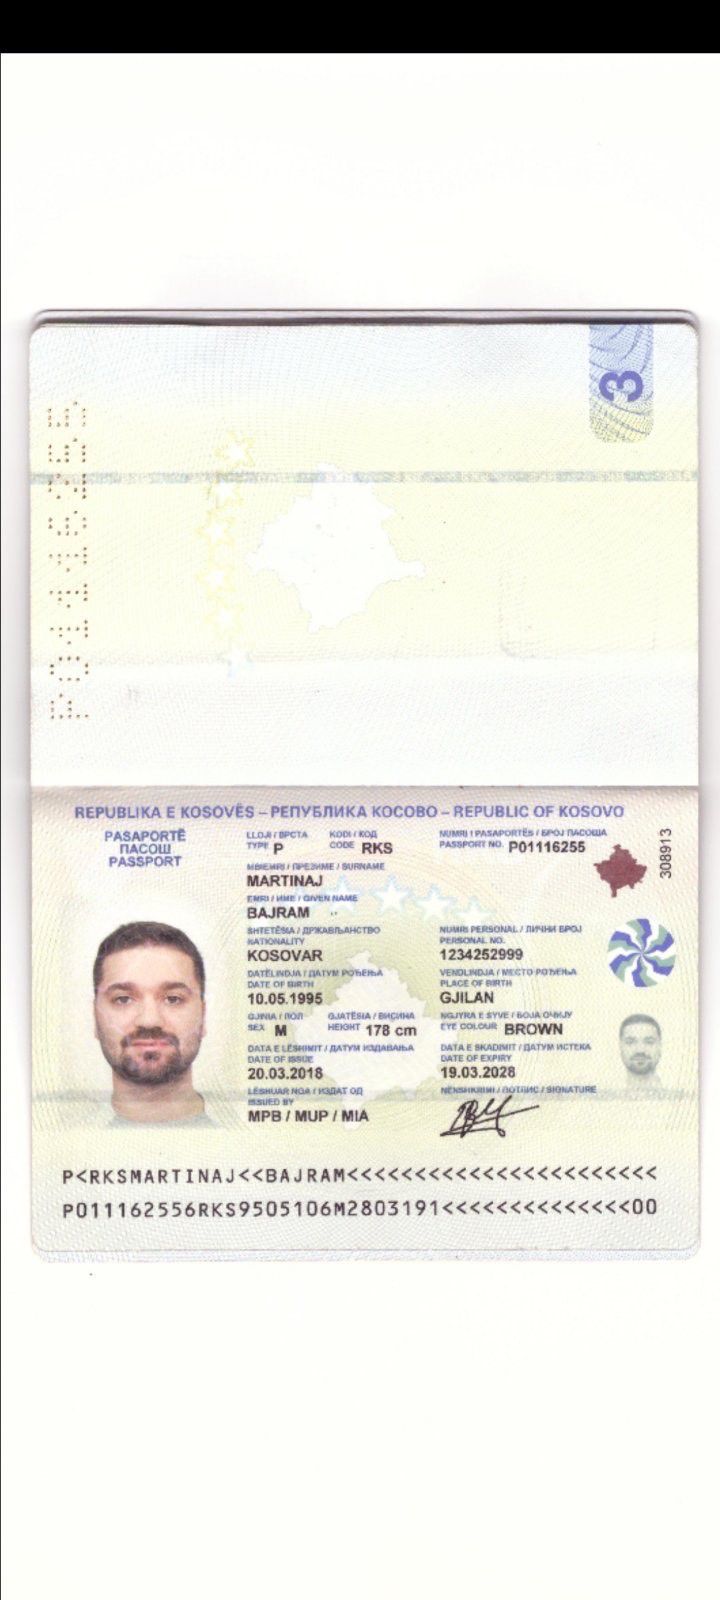 3
P01116255
REPUBLIKA E KOSOVËS – РЕПУБЛИКА КОСОВО – REPUBLIC OF KOSOVO
PASAPORTË
ПАСОШ
PASSPORT
LLOJI / ВРСТА
TYPE P
KODI / КОД
CODE RKS
NUMRI I PASAPORTËS / БРОЈ ПАСОША
PASSPORT NO. P01116255
308913
MBIEMRI / ПРЕЗИМЕ / SURNAME
MARTINAJ
EMRI / ИМЕ / GIVEN NAME
BAJRAM
SHTETËSIA / ДРЖАВЉАНСТВО
NATIONALITY
KOSOVAR
NUMRI PERSONAL / ЛИЧНИ БРОЈ
PERSONAL NO.
1234252999
DATËLINDJA / ДАТУМ РОЂЕЊА
DATE OF BIRTH
10.05.1995
VENDLINDJA / МЕСТО РОЂЕЊА
PLACE OF BIRTH
GJILAN
GJINIA / ПОЛ
SEX M
GJATËSIA / ВИСИНА
HEIGHT 178 cm
NGJYRA E SYVE / БОЈА ОЧИЈУ
EYE COLOUR BROWN
DATA E LËSHIMIT / ДАТУМ ИЗДАВАЊА
DATE OF ISSUE
20.03.2018
DATA E SKADIMIT / ДАТУМ ИСТЕКА
DATE OF EXPIRY
19.03.2028
LËSHUAR NGA / ИЗДАТ ОД
ISSUED BY
MPB / MUP / MIA
NËNSHKRIMI / ПОТПИС / SIGNATURE
P<RKSMARTINAJ<<BAJRAM<<<<<<<<<<<<<<<<<<<<<<<
P011162556RKS9505106M2803191<<<<<<<<<<<<<<00